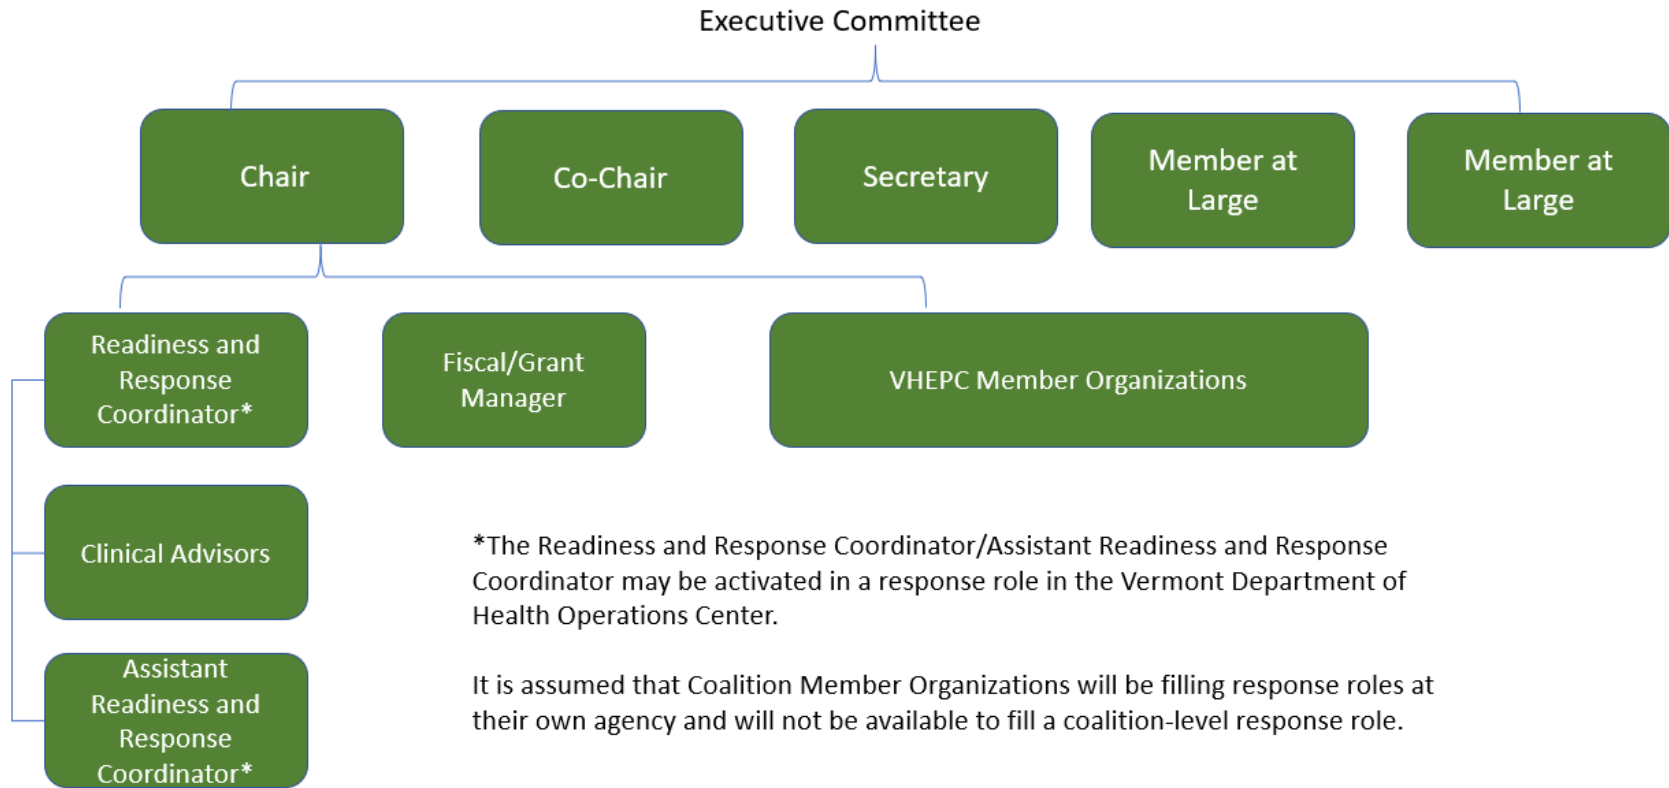 Executive Committee
Chair
Co-Chair
Secretary
Member at
Large
Member at
Large
Readiness and
Response
Coordinator*
Fiscal/Grant
Manager
VHEPC Member Organizations
Clinical Advisors
Assistant
Readiness and
Response
Coordinator*
*The Readiness and Response Coordinator/Assistant Readiness and Response
Coordinator may be activated in a response role in the Vermont Department of
Health Operations Center.
It is assumed that Coalition Member Organizations will be filling response roles at
their own agency and will not be available to fill a coalition-level response role.